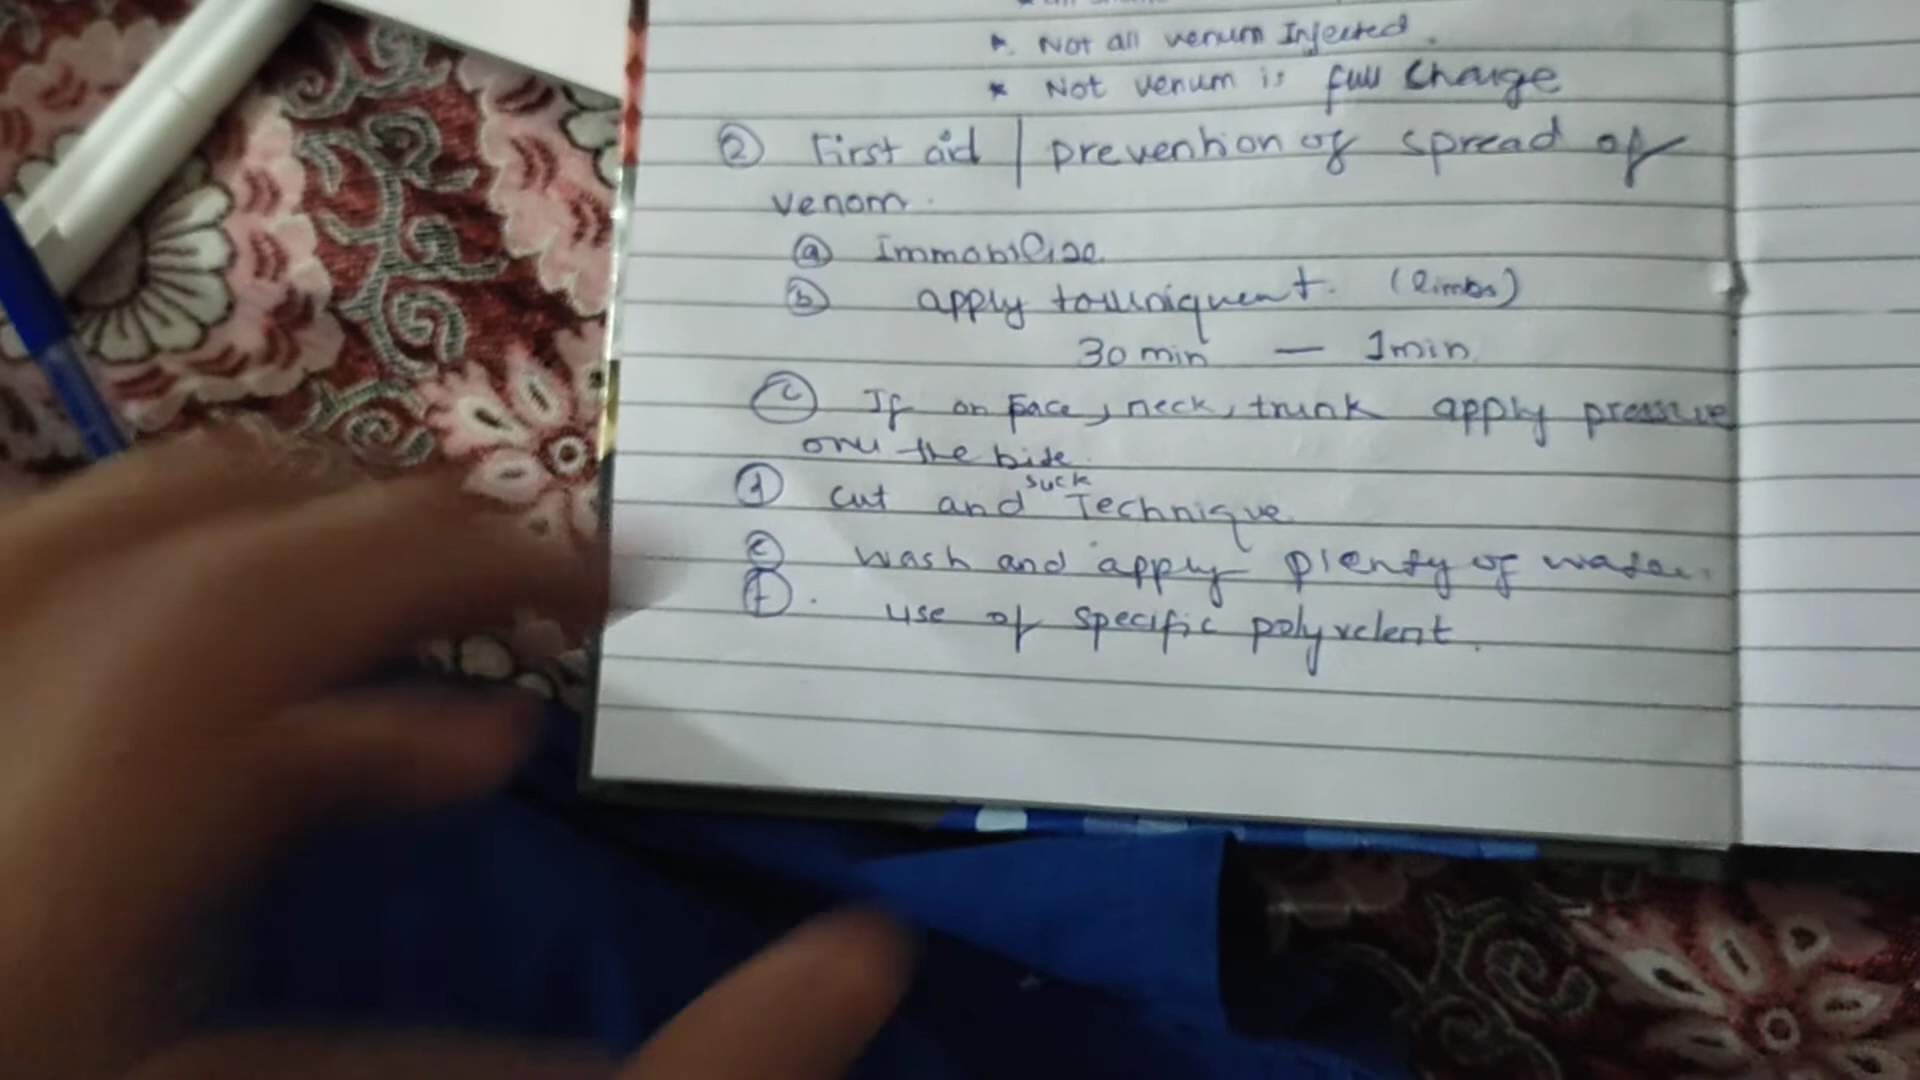 * Not all venum Injected.
* Not venum is full charge
② First aid | prevention of spread of
venom.
ⓐ Immobilise
ⓑ apply tourniquent. (limbs)
30 min — 1min
ⓒ If on face, neck, trunk apply pressure
over the bite.
ⓓ cut and suck Technique
ⓔ wash and apply plenty of water.
ⓕ. use of specific polyvelent.